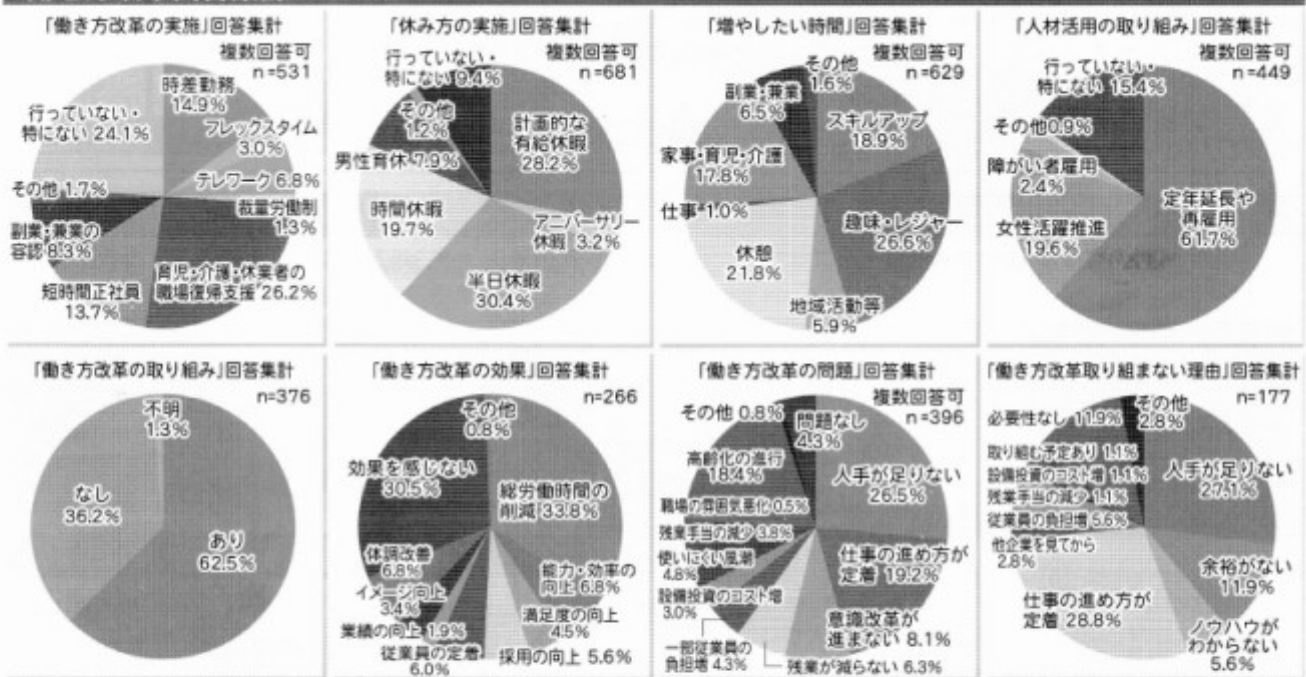 「働き方改革の実施」回答集計
複数回答可
n=531
時差勤務
14.9%
フレックスタイム
3.0%
テレワーク 6.8%
裁量労働制
1.3%
育児・介護・休業者の
職場復帰支援 26.2%
短時間正社員
13.7%
副業・兼業の
容認 8.3%
その他 1.7%
行っていない・
特にない 24.1%
「休み方の実施」回答集計
複数回答可
n=681
計画的な
有給休暇
28.2%
アニバーサリー
休暇 3.2%
半日休暇
30.4%
時間休暇
19.7%
男性育休 7.9%
その他
1.2%
行っていない・
特にない 9.4%
「増やしたい時間」回答集計
複数回答可
n=629
スキルアップ
18.9%
趣味・レジャー
26.6%
地域活動等
5.9%
休憩
21.8%
仕事 1.0%
家事・育児・介護
17.8%
副業・兼業
6.5%
その他
1.6%
「人材活用の取り組み」回答集計
複数回答可
n=449
定年延長や
再雇用
61.7%
女性活躍推進
19.6%
障がい者雇用
2.4%
その他0.9%
行っていない・
特にない 15.4%
「働き方改革の取り組み」回答集計
n=376
不明
1.3%
なし
36.2%
あり
62.5%
「働き方改革の効果」回答集計
n=266
その他
0.8%
総労働時間の
削減 33.8%
能力・効率の
向上 6.8%
満足度の向上
4.5%
採用の向上 5.6%
従業員の定着
6.0%
業績の向上 1.9%
イメージ向上
3.4%
体調改善
6.8%
効果を感じない
30.5%
「働き方改革の問題」回答集計
複数回答可
n=396
問題なし
4.3%
人手が足りない
26.5%
仕事の進め方が
定着 19.2%
意識改革が
進まない 8.1%
残業が減らない 6.3%
一部従業員の
負担増 4.3%
設備投資のコスト増
3.0%
使いにくい風潮
4.8%
残業手当の減少 3.8%
職場の雰囲気悪化 0.5%
高齢化の進行
18.4%
その他 0.8%
「働き方改革取り組まない理由」回答集計
n=177
その他
2.8%
人手が足りない
27.1%
余裕がない
11.9%
ノウハウが
わからない
5.6%
仕事の進め方が
定着 28.8%
他企業を見てから
2.8%
従業員の負担増 5.6%
残業手当の減少 1.1%
設備投資のコスト増 1.1%
取り組む予定あり 1.1%
必要性なし 11.9%